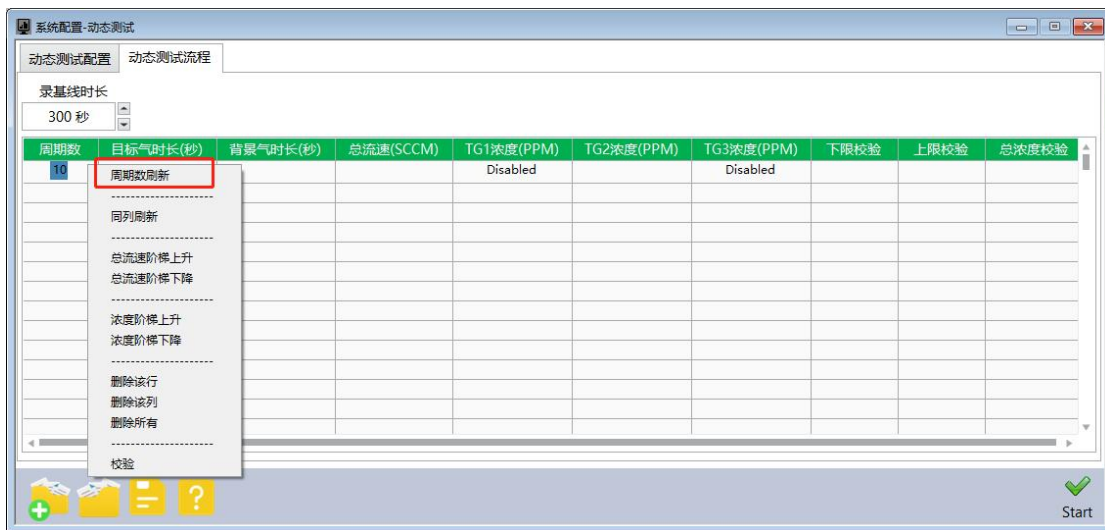 系统配置-动态测试
动态测试配置 动态测试流程
录基线时长
300 秒
周期数 目标气时长(秒) 背景气时长(秒) 总流速(SCCM) TG1浓度(PPM) TG2浓度(PPM) TG3浓度(PPM) 下限校验 上限校验 总浓度校验
10 Disabled Disabled
周期数刷新
---------------------
同列刷新
---------------------
总流速阶梯上升
总流速阶梯下降
---------------------
浓度阶梯上升
浓度阶梯下降
---------------------
删除该行
删除该列
删除所有
---------------------
校验
?
Start